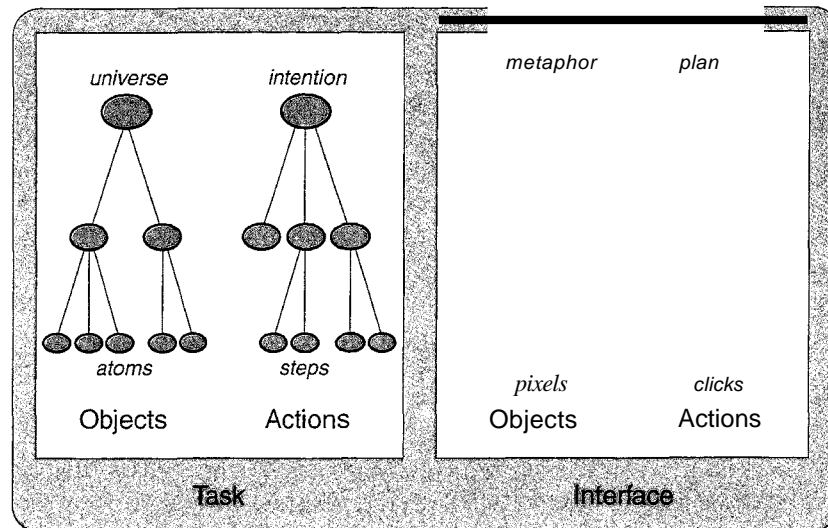 universe
intention
atoms
steps
Objects
Actions
Task
metaphor
plan
pixels
clicks
Objects
Actions
Interface